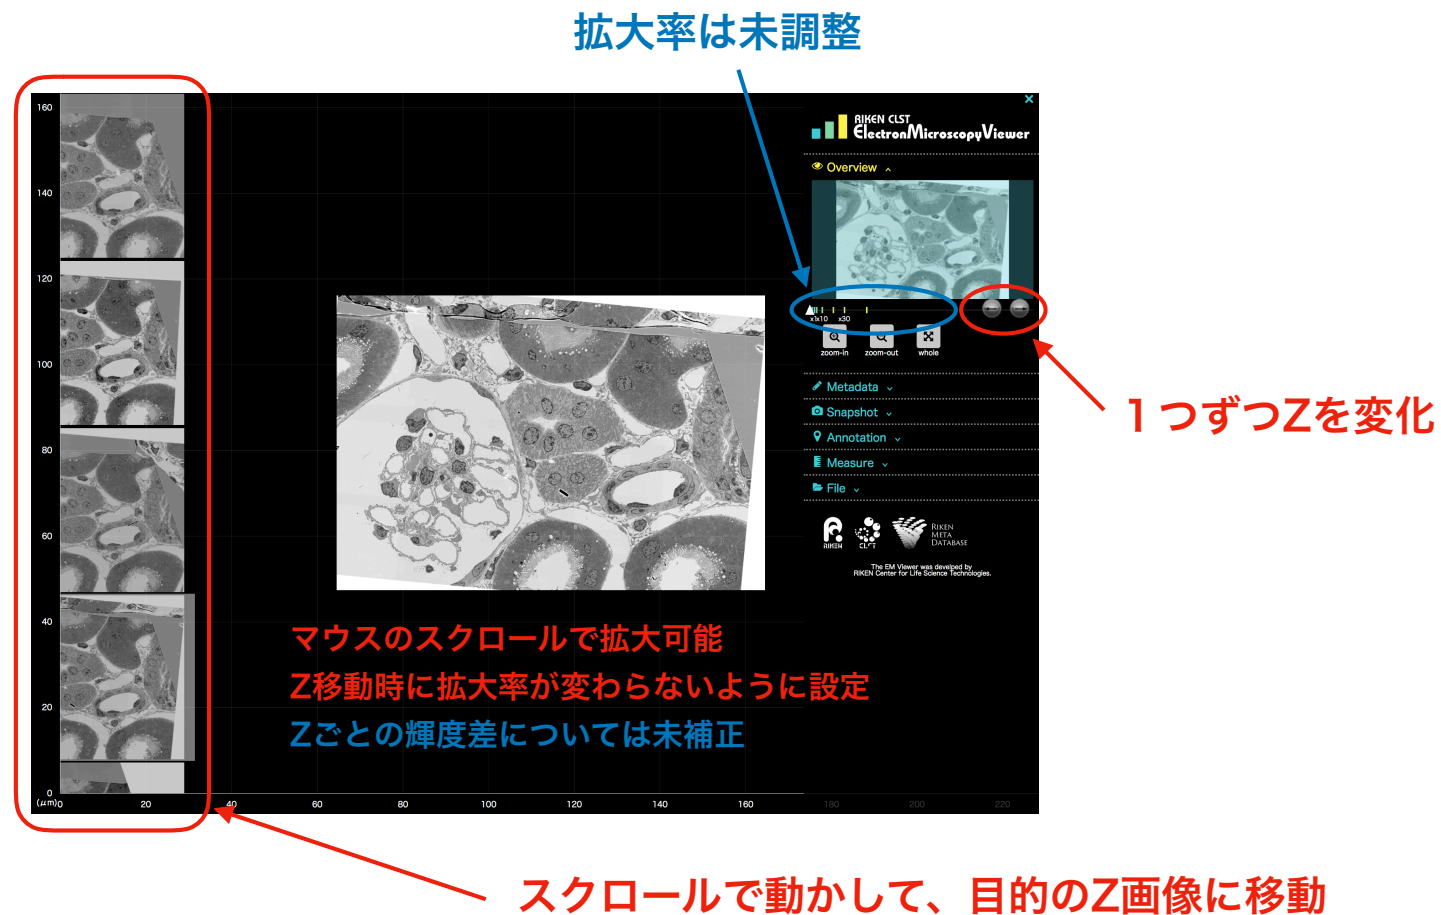 拡大率は未調整
RIKEN CLST
ElectronMicroscopyViewer
Overview
x1x10 x30
zoom-in zoom-out whole
Metadata
Snapshot
Annotation
Measure
File
RIKEN CLST RIKEN META DATABASE
The EM Viewer was develped by
RIKEN Center for Life Science Technologies.
160
140
120
100
80
60
40
20
0
(μm)0 20 40 60 80 100 120 140 160 180 200 220
1つずつZを変化
マウスのスクロールで拡大可能
Z移動時に拡大率が変わらないように設定
Zごとの輝度差については未補正
スクロールで動かして、目的のZ画像に移動